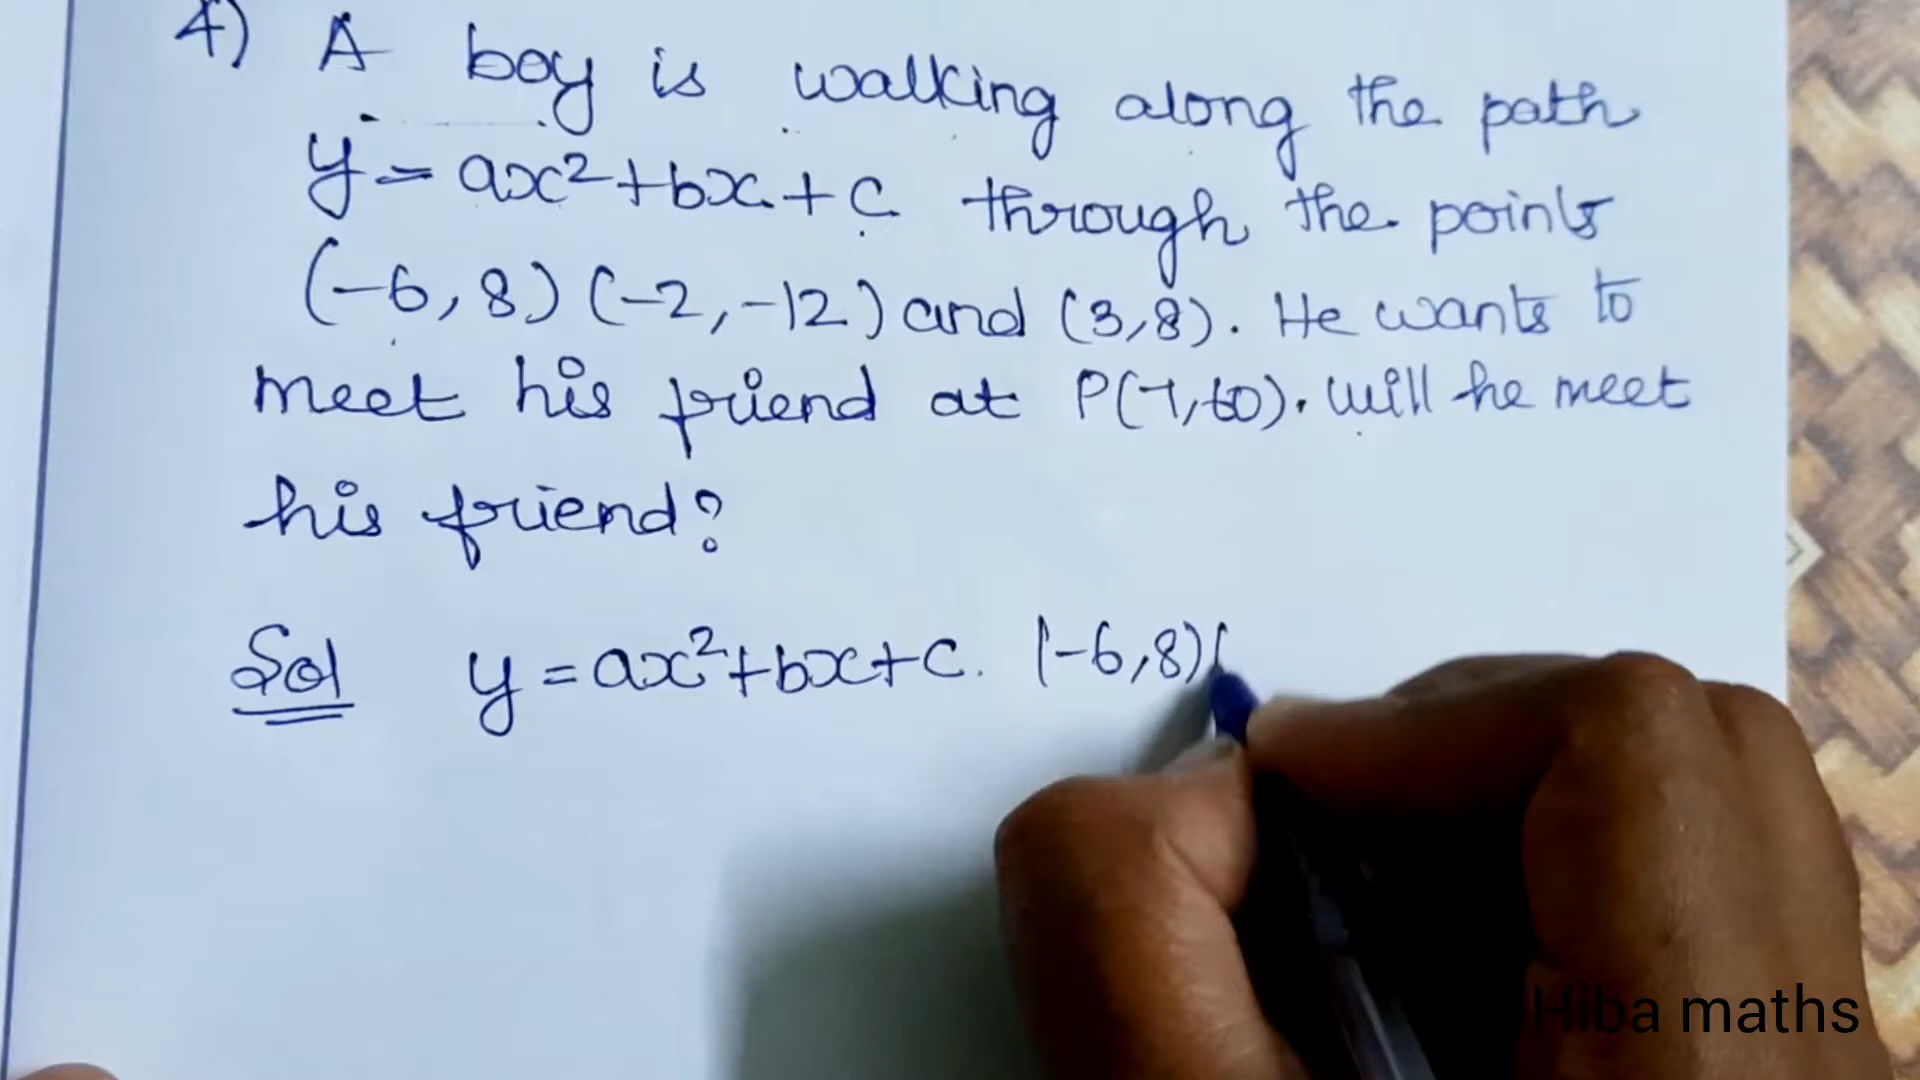 4) A boy is walking along the path
y = ax² + bx + c through the points
(-6, 8) (-2, -12) and (3, 8). He wants to
meet his friend at P(7, 60). Will he meet
his friend?
Sol y = ax² + bx + c. (-6, 8) (
Hiba maths